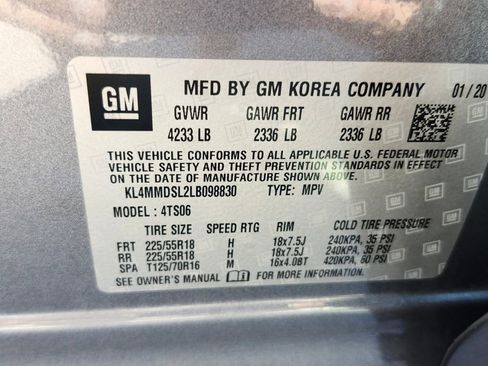 GM MFD BY GM KOREA COMPANY 01/20
GVWR GAWR FRT GAWR RR
4233 LB 2336 LB 2336 LB
THIS VEHICLE CONFORMS TO ALL APPLICABLE U.S. FEDERAL MOTOR
VEHICLE SAFETY AND THEFT PREVENTION STANDARDS IN EFFECT
ON THE DATE OF MANUFACTURE SHOWN ABOVE.
KL4MMDSL2LB098830 TYPE: MPV
MODEL: 4TS06
TIRE SIZE SPEED RTG RIM COLD TIRE PRESSURE
FRT 225/55R18 H 18x7.5J 240KPA, 35 PSI
RR 225/55R18 H 18x7.5J 240KPA, 35 PSI
SPA T125/70R16 M 16x4.0BT 420KPA, 60 PSI
SEE OWNER'S MANUAL FOR MORE INFORMATION.